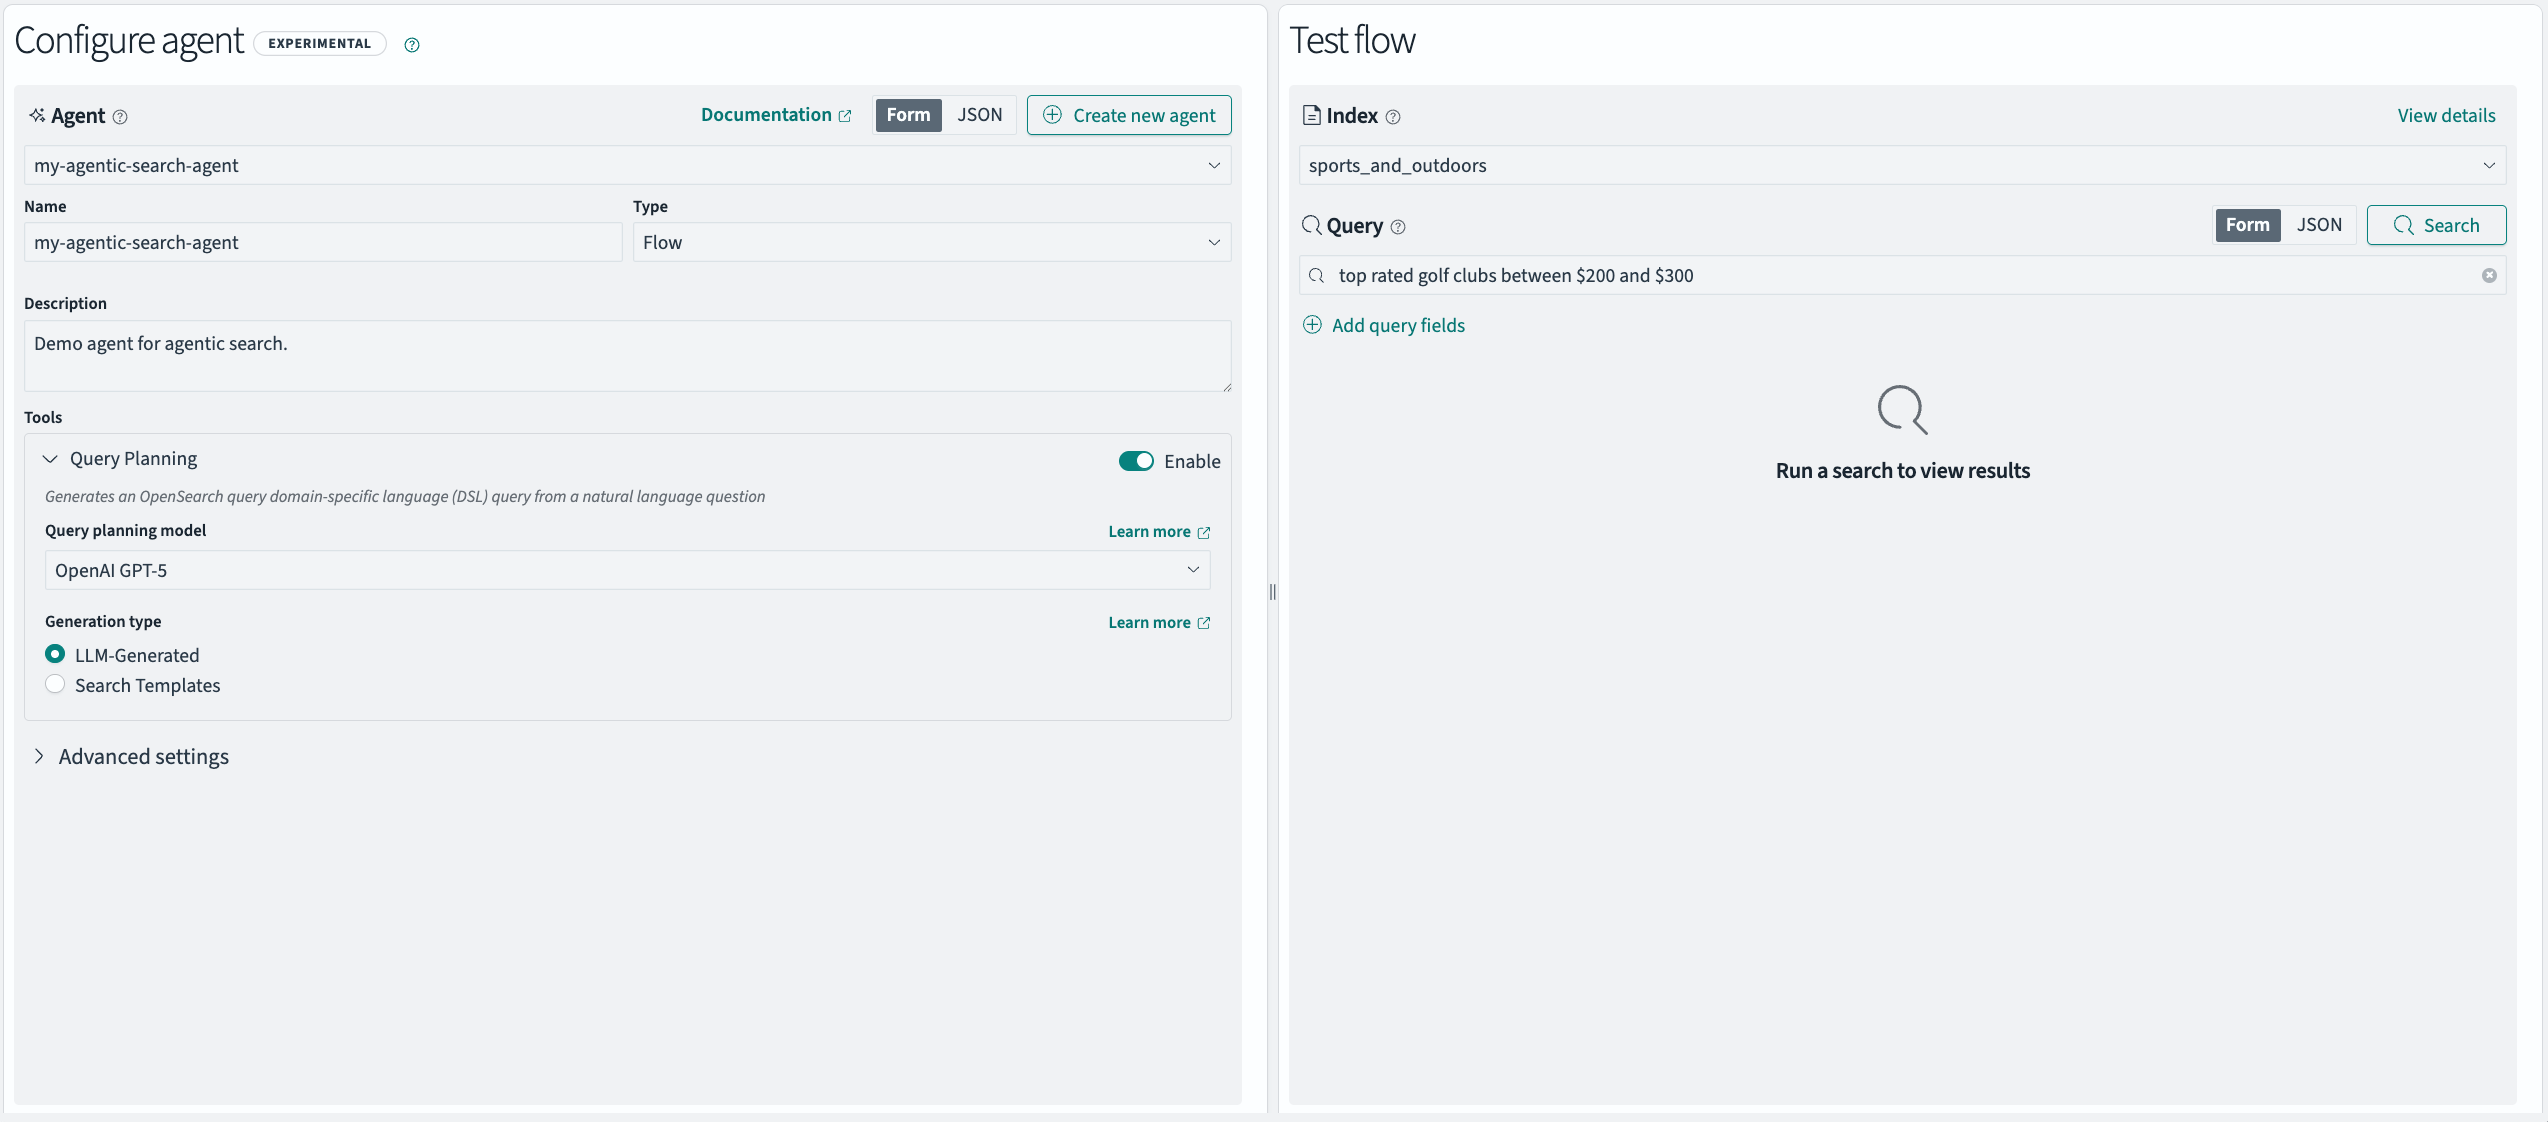 Configure agent EXPERIMENTAL
Agent Documentation Form JSON Create new agent
my-agentic-search-agent
Name Type
my-agentic-search-agent Flow
Description
Demo agent for agentic search.
Tools
Query Planning Enable
Generates an OpenSearch query domain-specific language (DSL) query from a natural language question
Query planning model Learn more
OpenAI GPT-5
Generation type Learn more
LLM-Generated
Search Templates
Advanced settings
Test flow
Index View details
sports_and_outdoors
Query Form JSON Search
top rated golf clubs between $200 and $300
Add query fields
Run a search to view results